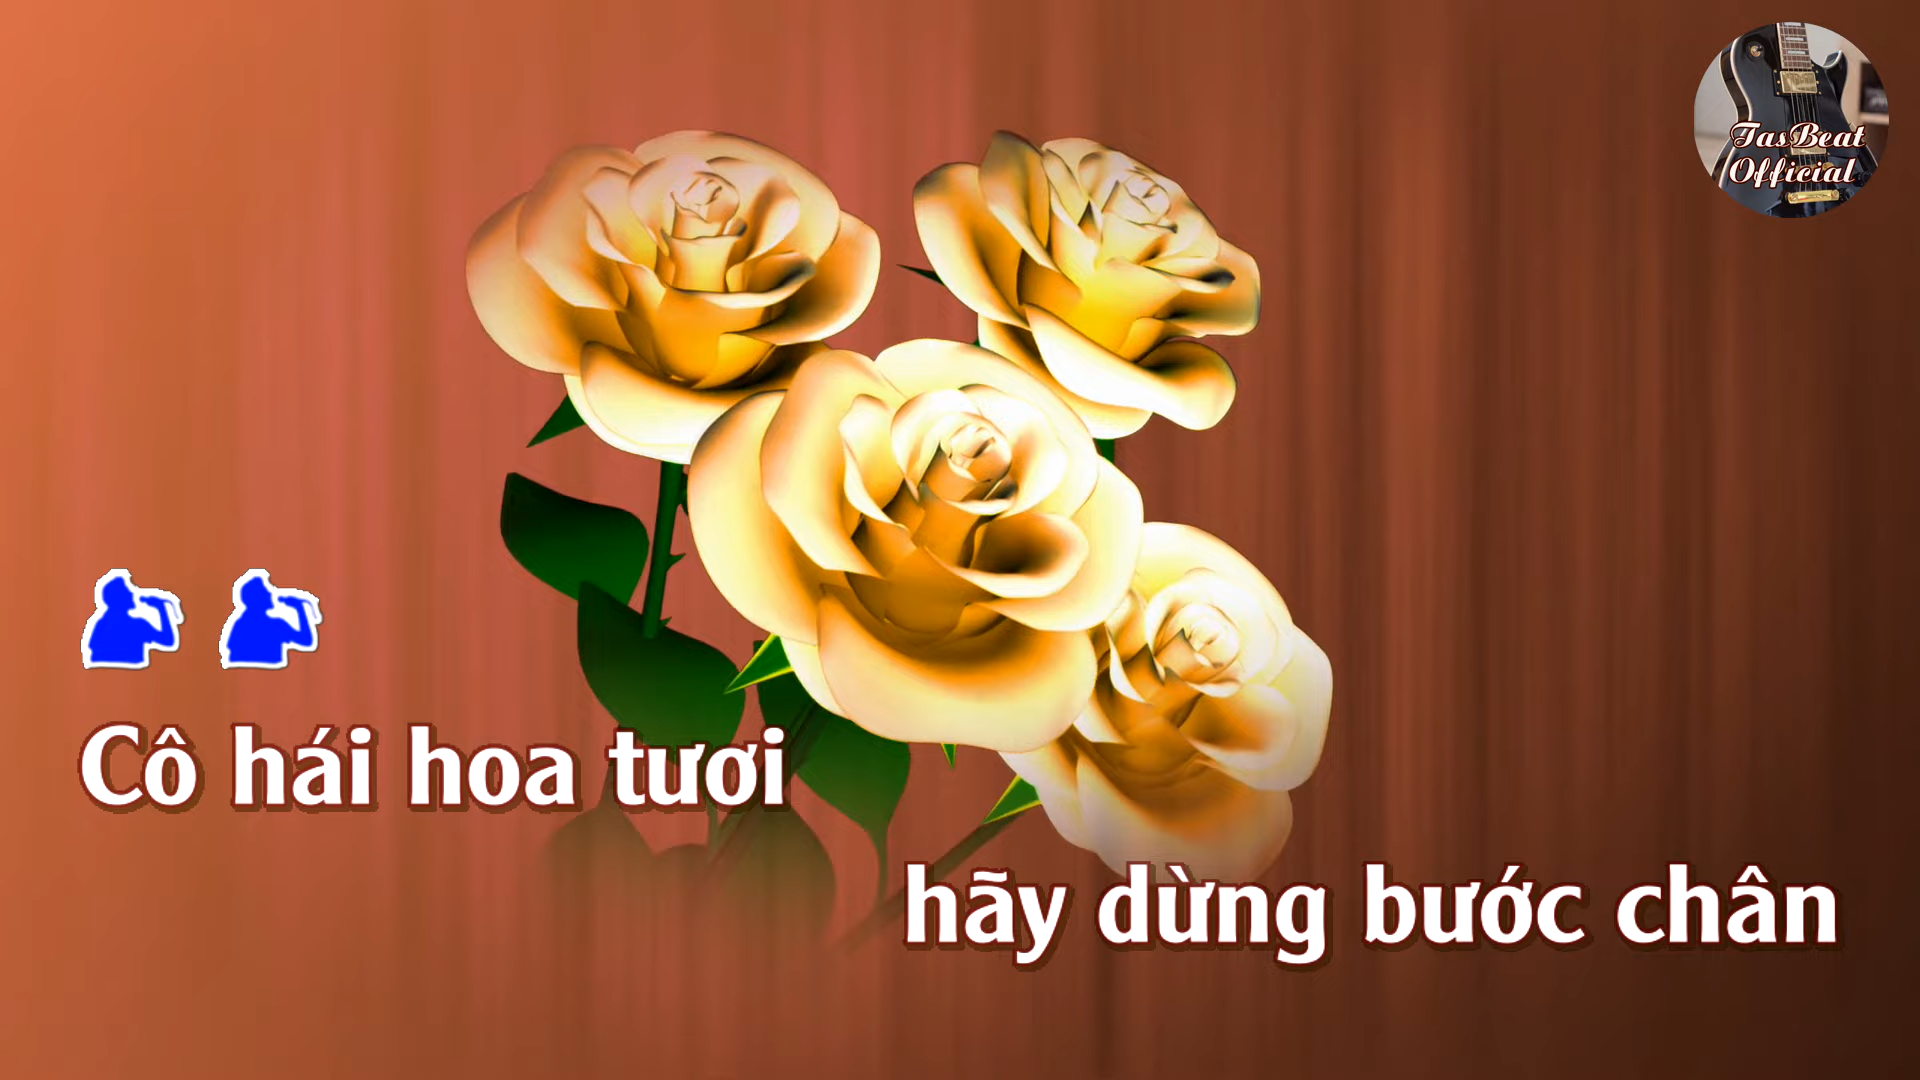 TasBeat
Official
Cô hái hoa tươi
hãy dừng bước chân